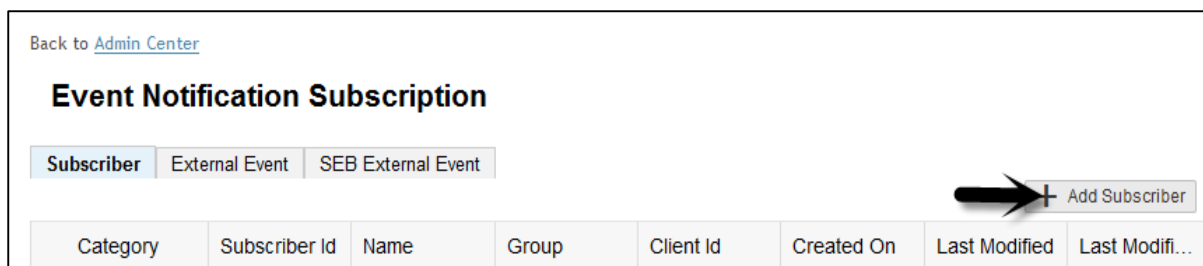 Back to Admin Center
Event Notification Subscription
Subscriber External Event SEB External Event
+ Add Subscriber
Category Subscriber Id Name Group Client Id Created On Last Modified Last Modifi...